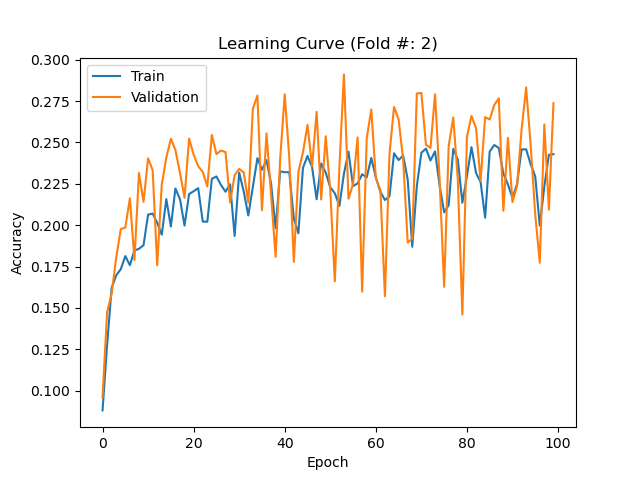 Learning Curve (Fold #: 2)
Train
Validation
0.300
0.275
0.250
0.225
0.200
0.175
0.150
0.125
0.100
Accuracy
0 20 40 60 80 100
Epoch